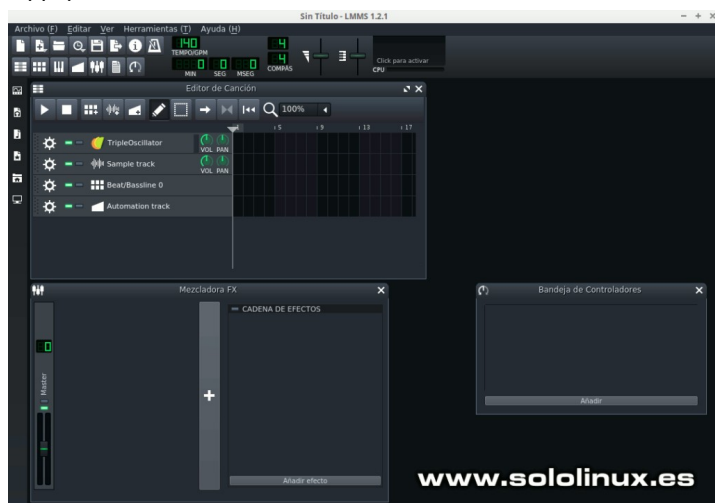 Sin Título - LMMS 1.2.1
Archivo (F) Editar Ver Herramientas (T) Ayuda (H)
140
TEMPO/GPM
4
4
COMPÁS
0 0 0
MIN SEG MSEG
Click para activar
CPU
Editor de Canción
100%
5 9 13 17
TripleOscillator
VOL PAN
Sample track
VOL PAN
Beat/Bassline 0
Automation track
Mezcladora FX
CADENA DE EFECTOS
0
Master
Añadir efecto
Bandeja de Controladores
Añadir
www.sololinux.es